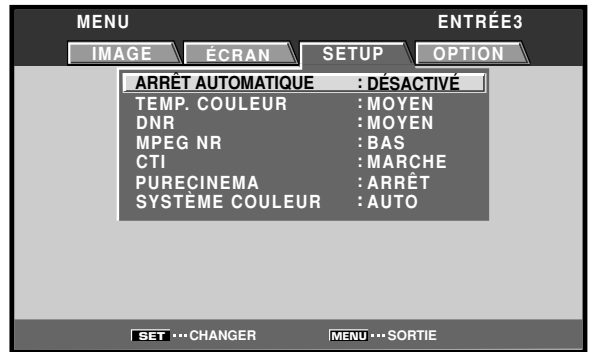 MENU ENTRÉE3
IMAGE ÉCRAN SETUP OPTION
ARRÊT AUTOMATIQUE : DÉSACTIVÉ
TEMP. COULEUR : MOYEN
DNR : MOYEN
MPEG NR : BAS
CTI : MARCHE
PURECINEMA : ARRÊT
SYSTÈME COULEUR : AUTO
SET ··· CHANGER MENU ··· SORTIE